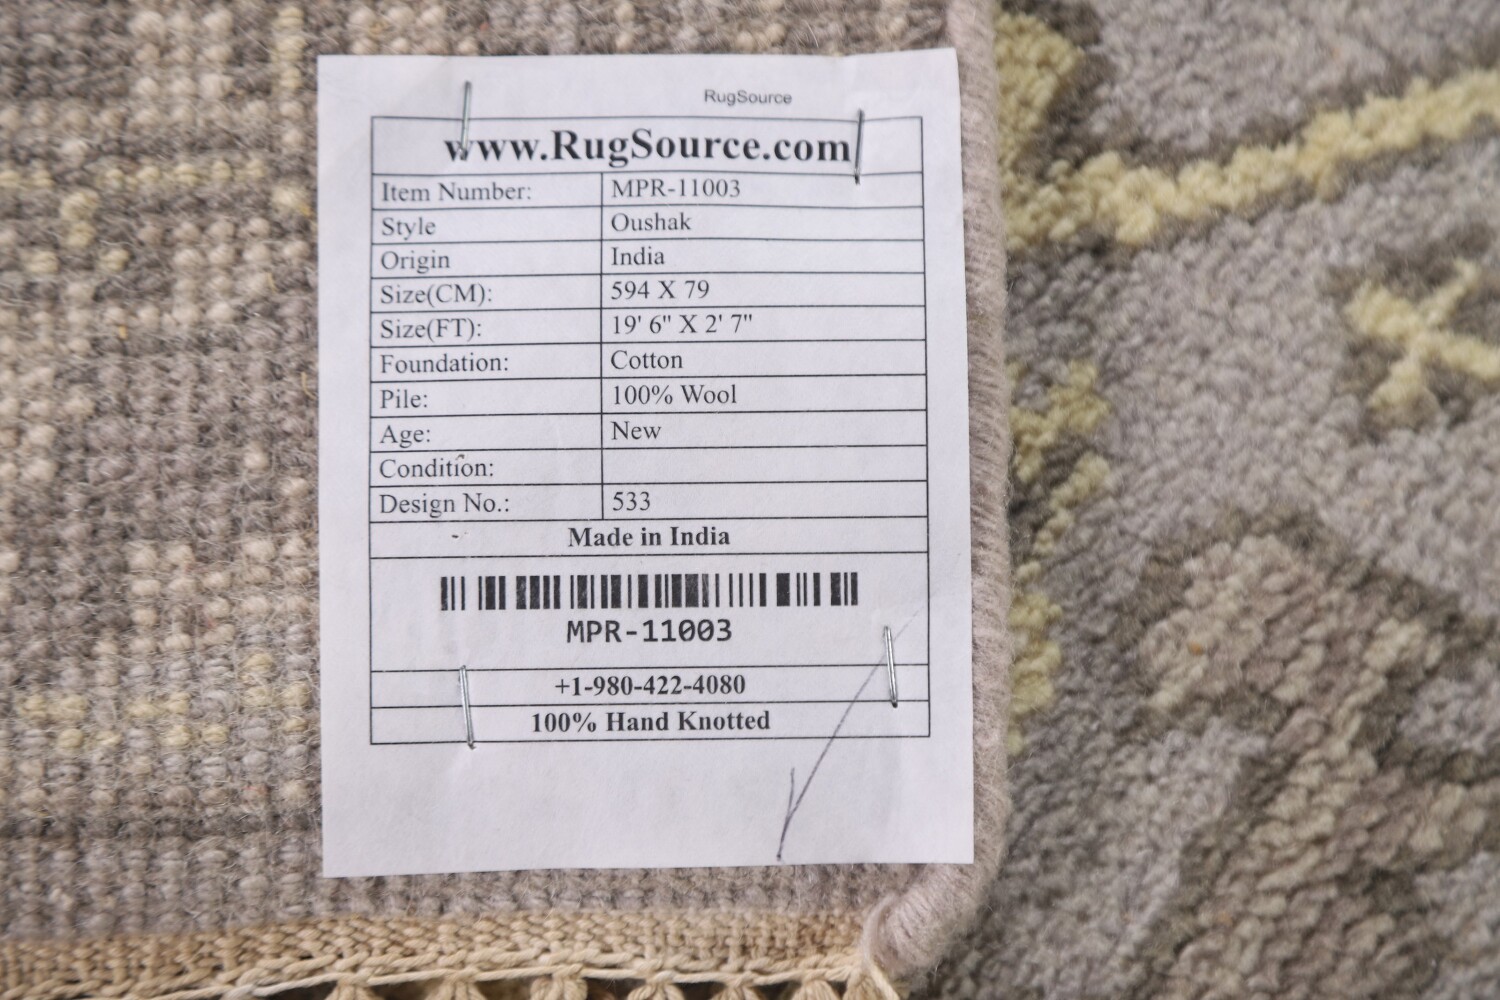 RugSource
www.RugSource.com
Item Number: MPR-11003
Style Oushak
Origin India
Size(CM): 594 X 79
Size(FT): 19' 6" X 2' 7"
Foundation: Cotton
Pile: 100% Wool
Age: New
Condition:
Design No.: 533
Made in India
MPR-11003
+1-980-422-4080
100% Hand Knotted